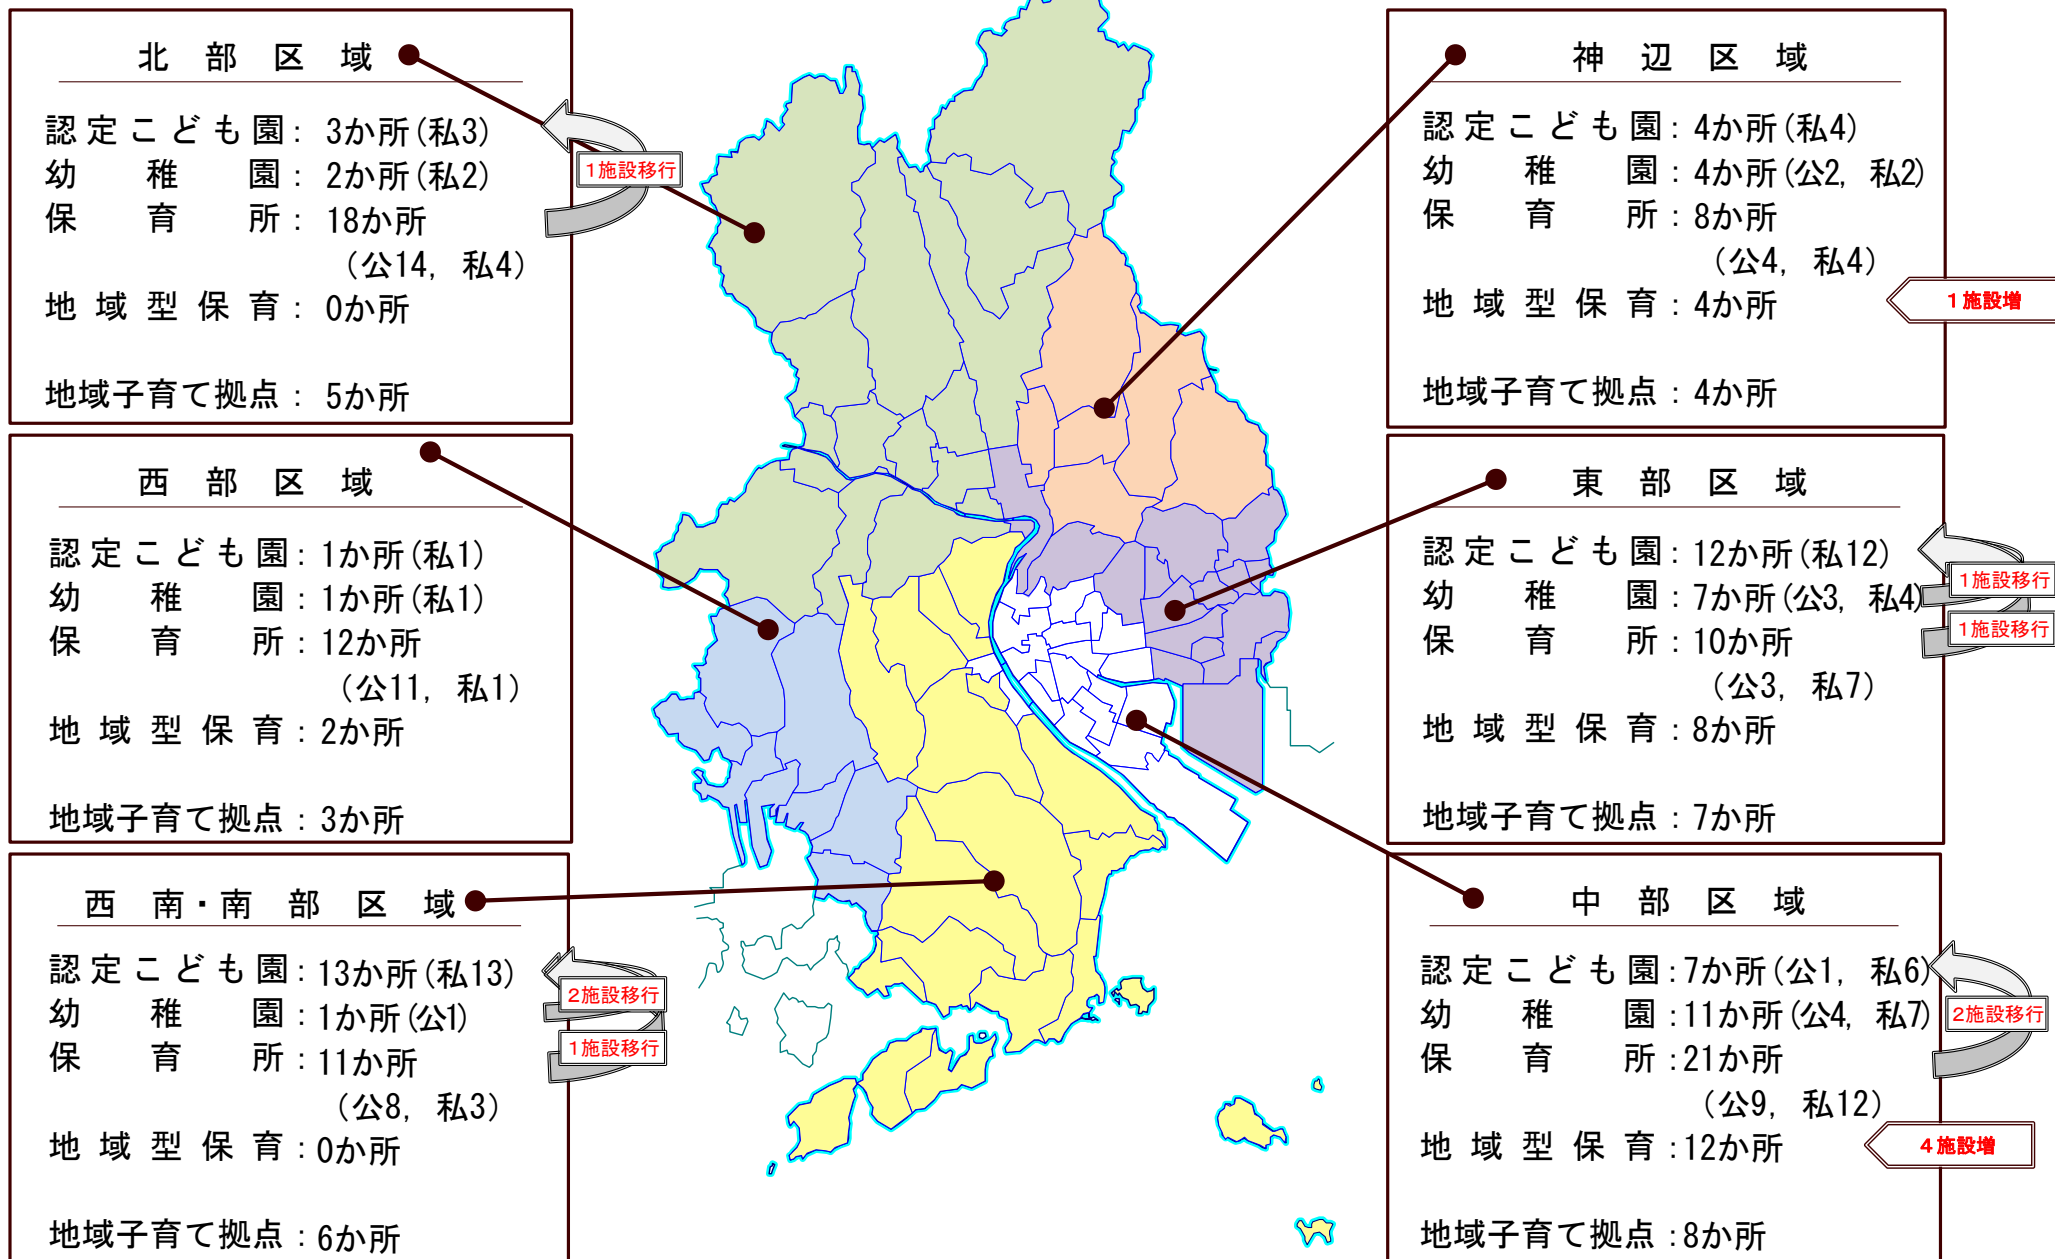 北部区域
認定こども園：3か所(私3)
幼稚園：2か所(私2)
保育所：18か所
（公14，私4）
地域型保育：0か所
地域子育て拠点：5か所
1施設移行
西部区域
認定こども園：1か所(私1)
幼稚園：1か所(私1)
保育所：12か所
（公11，私1）
地域型保育：2か所
地域子育て拠点：3か所
西南・南部区域
認定こども園：13か所(私13)
幼稚園：1か所(公1)
保育所：11か所
（公8，私3）
地域型保育：0か所
地域子育て拠点：6か所
2施設移行
1施設移行
神辺区域
認定こども園：4か所(私4)
幼稚園：4か所(公2，私2)
保育所：8か所
（公4，私4）
地域型保育：4か所
地域子育て拠点：4か所
1施設増
東部区域
認定こども園：12か所(私12)
幼稚園：7か所(公3，私4)
保育所：10か所
（公3，私7）
地域型保育：8か所
地域子育て拠点：7か所
1施設移行
1施設移行
中部区域
認定こども園：7か所(公1，私6)
幼稚園：11か所(公4，私7)
保育所：21か所
（公9，私12）
地域型保育：12か所
地域子育て拠点：8か所
2施設移行
4施設増